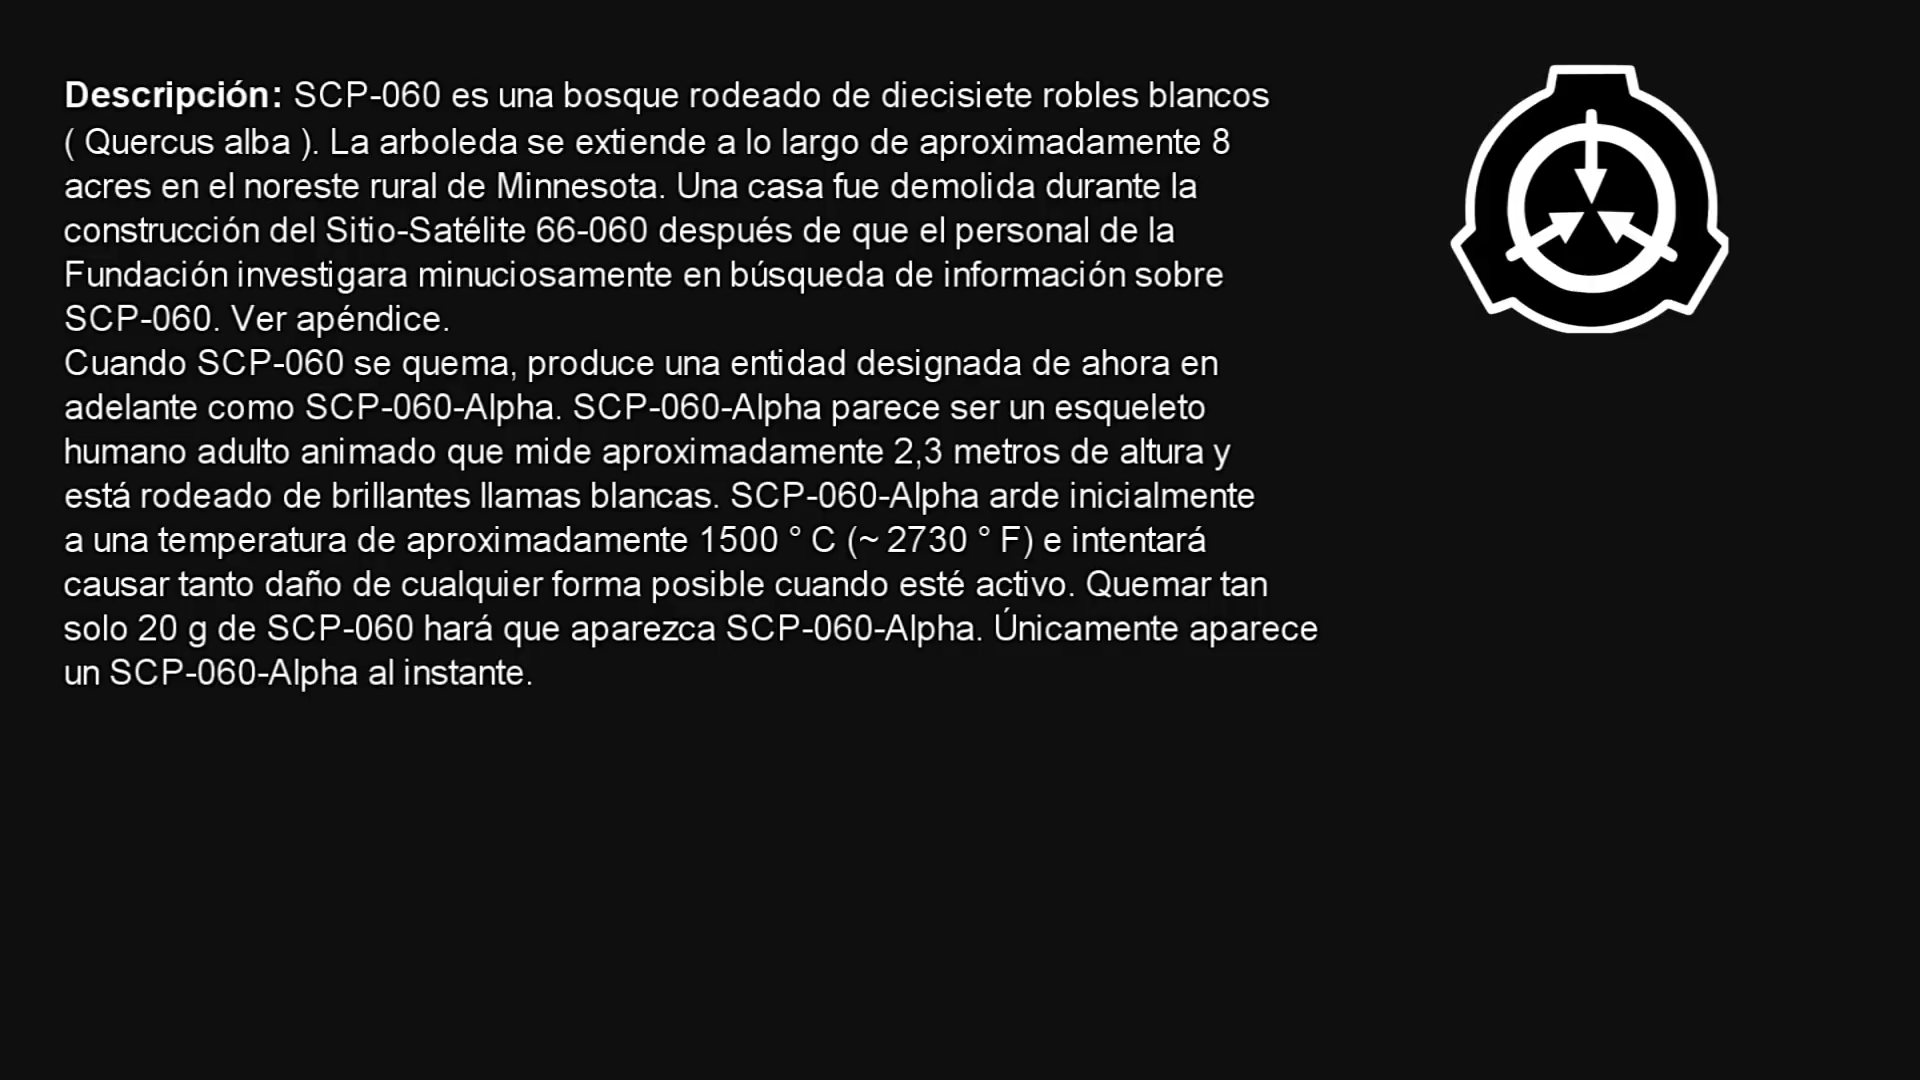 Descripción: SCP-060 es una bosque rodeado de diecisiete robles blancos
( Quercus alba ). La arboleda se extiende a lo largo de aproximadamente 8
acres en el noreste rural de Minnesota. Una casa fue demolida durante la
construcción del Sitio-Satélite 66-060 después de que el personal de la
Fundación investigara minuciosamente en búsqueda de información sobre
SCP-060. Ver apéndice.
Cuando SCP-060 se quema, produce una entidad designada de ahora en
adelante como SCP-060-Alpha. SCP-060-Alpha parece ser un esqueleto
humano adulto animado que mide aproximadamente 2,3 metros de altura y
está rodeado de brillantes llamas blancas. SCP-060-Alpha arde inicialmente
a una temperatura de aproximadamente 1500 ° C (~ 2730 ° F) e intentará
causar tanto daño de cualquier forma posible cuando esté activo. Quemar tan
solo 20 g de SCP-060 hará que aparezca SCP-060-Alpha. Únicamente aparece
un SCP-060-Alpha al instante.